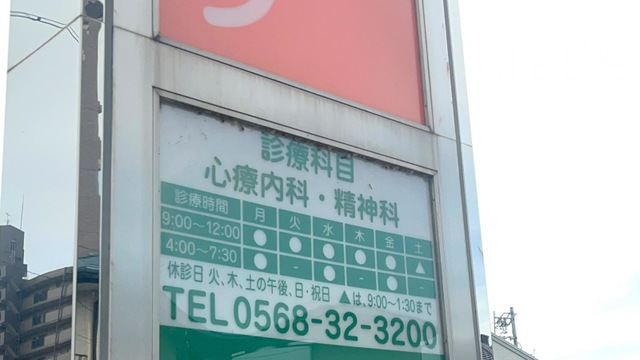 診療科目
心療内科・精神科
診療時間 月 火 水 木 金 土
9:00〜12:00 ● ● ● ● ● ▲
4:00〜7:30 ● - ● - ● -
休診日 火、木、土の午後、日・祝日 ▲は、9:00〜1:30まで
TEL0568-32-3200